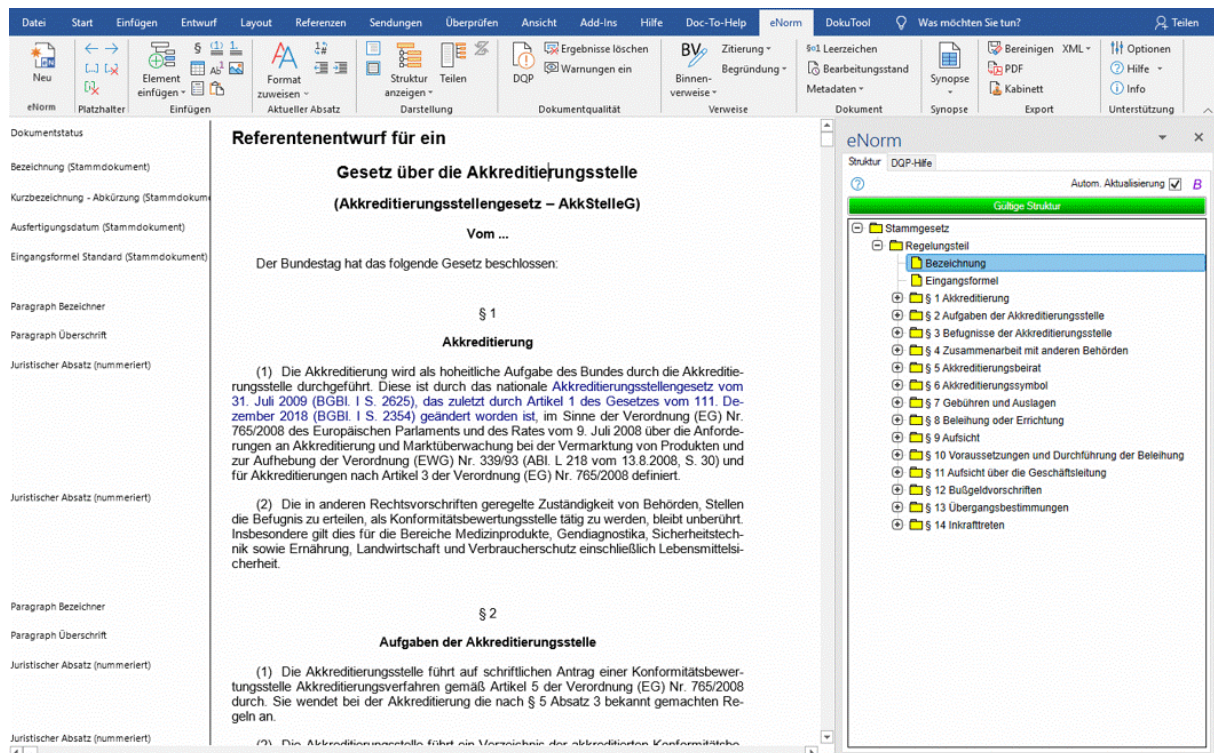 Datei Start Einfügen Entwurf Layout Referenzen Sendungen Überprüfen Ansicht Add-Ins Hilfe Doc-To-Help eNorm DokuTool Was möchten Sie tun? Teilen
Neu
eNorm
Platzhalter
Element einfügen
§ (1) 1.
Einfügen
Format zuweisen
Aktueller Absatz
Struktur anzeigen
Teilen
Darstellung
DQP
Ergebnisse löschen
Warnungen ein
Dokumentqualität
BV
Binnen-
verweise
Zitierung
Begründung
Verweise
Leerzeichen
Bearbeitungsstand
Metadaten
Dokument
Synopse
Synopse
Bereinigen XML
PDF
Kabinett
Export
Optionen
Hilfe
Info
Unterstützung
Dokumentstatus
Referentenentwurf für ein
Bezeichnung (Stammdokument)
Gesetz über die Akkreditierungsstelle
Kurzbezeichnung - Abkürzung (Stammdokum
(Akkreditierungsstellengesetz – AkkStelleG)
Ausfertigungsdatum (Stammdokument)
Vom ...
Eingangsformel Standard (Stammdokument)
Der Bundestag hat das folgende Gesetz beschlossen:
Paragraph Bezeichner
§ 1
Paragraph Überschrift
Akkreditierung
Juristischer Absatz (nummeriert)
(1) Die Akkreditierung wird als hoheitliche Aufgabe des Bundes durch die Akkreditie-
rungsstelle durchgeführt. Diese ist durch das nationale Akkreditierungsstellengesetz vom
31. Juli 2009 (BGBl. I S. 2625), das zuletzt durch Artikel 1 des Gesetzes vom 111. De-
zember 2018 (BGBl. I S. 2354) geändert worden ist, im Sinne der Verordnung (EG) Nr.
765/2008 des Europäischen Parlaments und des Rates vom 9. Juli 2008 über die Anforde-
rungen an Akkreditierung und Marktüberwachung bei der Vermarktung von Produkten und
zur Aufhebung der Verordnung (EWG) Nr. 339/93 (ABl. L 218 vom 13.8.2008, S. 30) und
für Akkreditierungen nach Artikel 3 der Verordnung (EG) Nr. 765/2008 definiert.
Juristischer Absatz (nummeriert)
(2) Die in anderen Rechtsvorschriften geregelte Zuständigkeit von Behörden, Stellen
die Befugnis zu erteilen, als Konformitätsbewertungsstelle tätig zu werden, bleibt unberührt.
Insbesondere gilt dies für die Bereiche Medizinprodukte, Gendiagnostika, Sicherheitstech-
nik sowie Ernährung, Landwirtschaft und Verbraucherschutz einschließlich Lebensmittelsi-
cherheit.
Paragraph Bezeichner
§ 2
Paragraph Überschrift
Aufgaben der Akkreditierungsstelle
Juristischer Absatz (nummeriert)
(1) Die Akkreditierungsstelle führt auf schriftlichen Antrag einer Konformitätsbewer-
tungsstelle Akkreditierungsverfahren gemäß Artikel 5 der Verordnung (EG) Nr. 765/2008
durch. Sie wendet bei der Akkreditierung die nach § 5 Absatz 3 bekannt gemachten Re-
geln an.
Juristischer Absatz (nummeriert)
(2) Die Akkreditierungsstelle führt ein Verzeichnis der akkreditierten Konformitätsbe-
eNorm
Struktur DQP-Hilfe
Autom. Aktualisierung B
Gültige Struktur
Stammgesetz
Regelungsteil
Bezeichnung
Eingangsformel
§ 1 Akkreditierung
§ 2 Aufgaben der Akkreditierungsstelle
§ 3 Befugnisse der Akkreditierungsstelle
§ 4 Zusammenarbeit mit anderen Behörden
§ 5 Akkreditierungsbeirat
§ 6 Akkreditierungssymbol
§ 7 Gebühren und Auslagen
§ 8 Beleihung oder Errichtung
§ 9 Aufsicht
§ 10 Voraussetzungen und Durchführung der Beleihung
§ 11 Aufsicht über die Geschäftsleitung
§ 12 Bußgeldvorschriften
§ 13 Übergangsbestimmungen
§ 14 Inkrafttreten